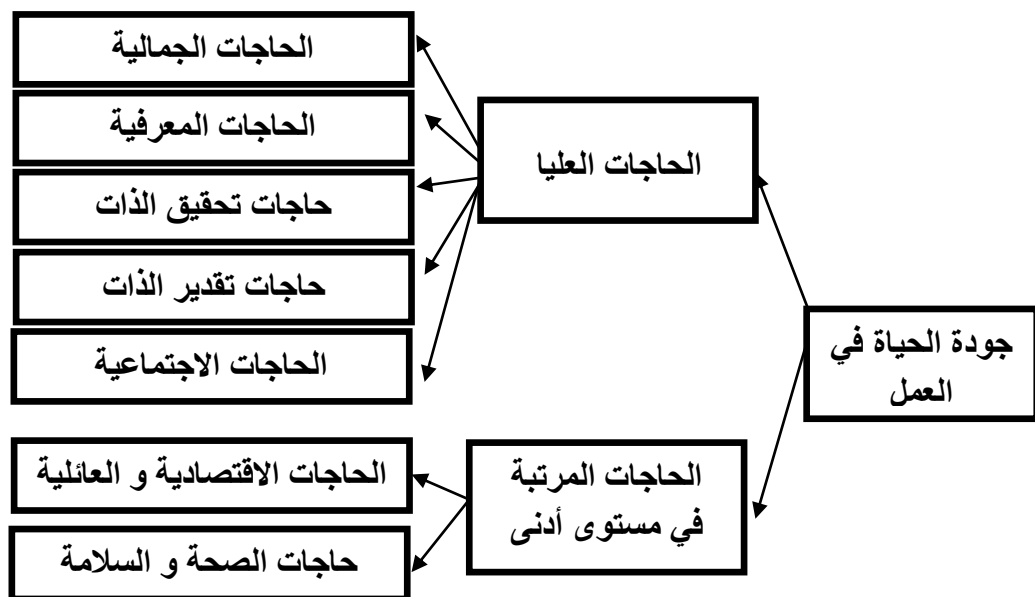 جودة الحياة في
العمل
الحاجات العليا
الحاجات الجمالية
الحاجات المعرفية
حاجات تحقيق الذات
حاجات تقدير الذات
الحاجات الاجتماعية
الحاجات المرتبة
في مستوى أدنى
الحاجات الاقتصادية و العائلية
حاجات الصحة و السلامة